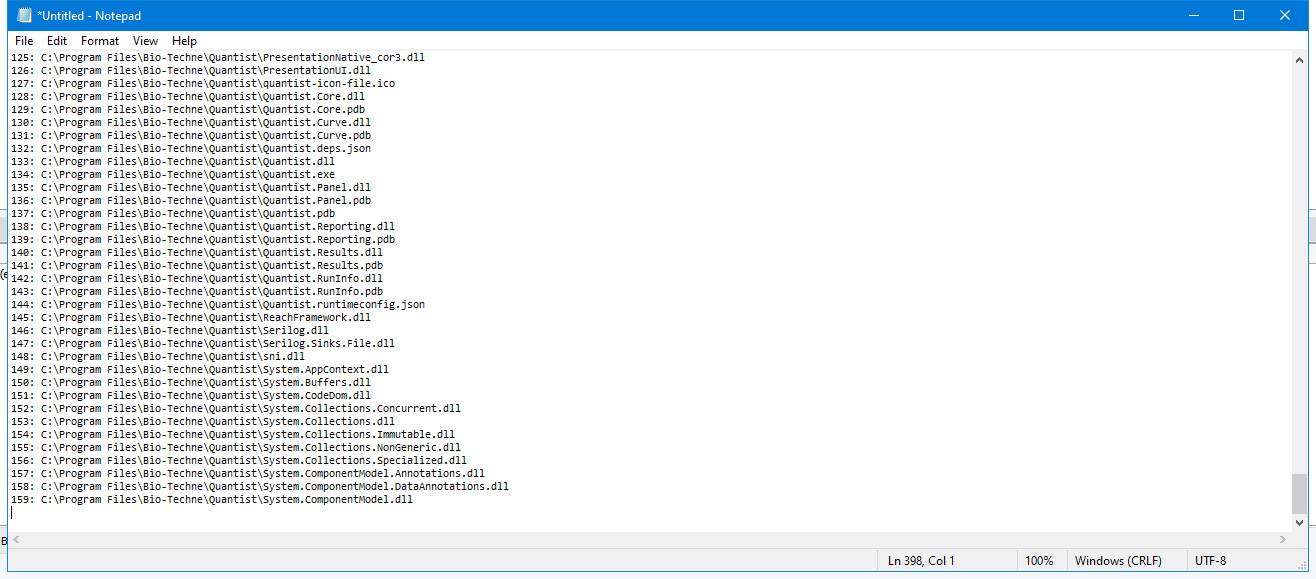 *Untitled - Notepad
File Edit Format View Help
125: C:\Program Files\Bio-Techne\Quantist\PresentationNative_cor3.dll
126: C:\Program Files\Bio-Techne\Quantist\PresentationUI.dll
127: C:\Program Files\Bio-Techne\Quantist\quantist-icon-file.ico
128: C:\Program Files\Bio-Techne\Quantist\Quantist.Core.dll
129: C:\Program Files\Bio-Techne\Quantist\Quantist.Core.pdb
130: C:\Program Files\Bio-Techne\Quantist\Quantist.Curve.dll
131: C:\Program Files\Bio-Techne\Quantist\Quantist.Curve.pdb
132: C:\Program Files\Bio-Techne\Quantist\Quantist.deps.json
133: C:\Program Files\Bio-Techne\Quantist\Quantist.dll
134: C:\Program Files\Bio-Techne\Quantist\Quantist.exe
135: C:\Program Files\Bio-Techne\Quantist\Quantist.Panel.dll
136: C:\Program Files\Bio-Techne\Quantist\Quantist.Panel.pdb
137: C:\Program Files\Bio-Techne\Quantist\Quantist.pdb
138: C:\Program Files\Bio-Techne\Quantist\Quantist.Reporting.dll
139: C:\Program Files\Bio-Techne\Quantist\Quantist.Reporting.pdb
140: C:\Program Files\Bio-Techne\Quantist\Quantist.Results.dll
141: C:\Program Files\Bio-Techne\Quantist\Quantist.Results.pdb
142: C:\Program Files\Bio-Techne\Quantist\Quantist.RunInfo.dll
143: C:\Program Files\Bio-Techne\Quantist\Quantist.RunInfo.pdb
144: C:\Program Files\Bio-Techne\Quantist\Quantist.runtimeconfig.json
145: C:\Program Files\Bio-Techne\Quantist\ReachFramework.dll
146: C:\Program Files\Bio-Techne\Quantist\Serilog.dll
147: C:\Program Files\Bio-Techne\Quantist\Serilog.Sinks.File.dll
148: C:\Program Files\Bio-Techne\Quantist\sni.dll
149: C:\Program Files\Bio-Techne\Quantist\System.AppContext.dll
150: C:\Program Files\Bio-Techne\Quantist\System.Buffers.dll
151: C:\Program Files\Bio-Techne\Quantist\System.CodeDom.dll
152: C:\Program Files\Bio-Techne\Quantist\System.Collections.Concurrent.dll
153: C:\Program Files\Bio-Techne\Quantist\System.Collections.dll
154: C:\Program Files\Bio-Techne\Quantist\System.Collections.Immutable.dll
155: C:\Program Files\Bio-Techne\Quantist\System.Collections.NonGeneric.dll
156: C:\Program Files\Bio-Techne\Quantist\System.Collections.Specialized.dll
157: C:\Program Files\Bio-Techne\Quantist\System.ComponentModel.Annotations.dll
158: C:\Program Files\Bio-Techne\Quantist\System.ComponentModel.DataAnnotations.dll
159: C:\Program Files\Bio-Techne\Quantist\System.ComponentModel.dll
Ln 398, Col 1 100% Windows (CRLF) UTF-8